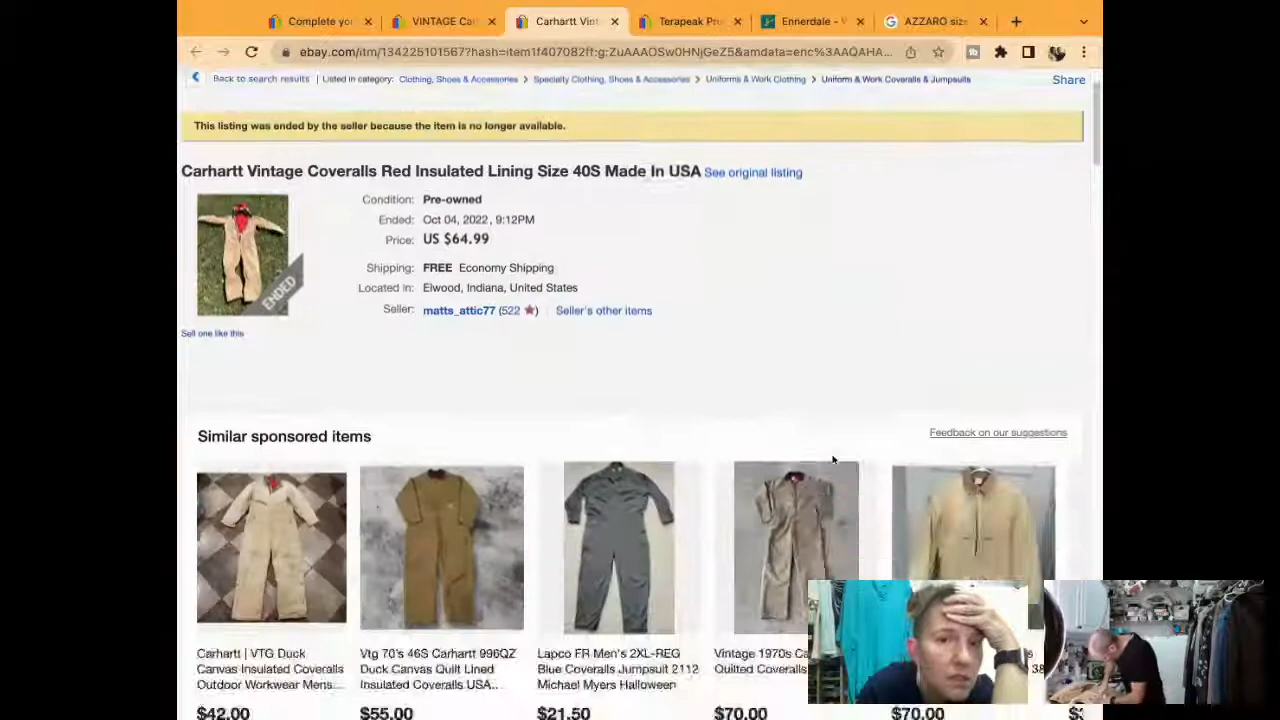 Complete yo
VINTAGE Ca
Carhartt Vint
Terapeak Pro
Ennerdale - V
AZZARO size
ebay.com/itm/134225101567?hash=item1f407082ff:g:ZuAAAOSw0HNjGeZ5&amdata=enc%3AAQAHA...
Back to search results | Listed in category: Clothing, Shoes & Accessories > Specialty Clothing, Shoes & Accessories > Uniforms & Work Clothing > Uniform & Work Coveralls & Jumpsuits
Share
This listing was ended by the seller because the item is no longer available.
Carhartt Vintage Coveralls Red Insulated Lining Size 40S Made In USA See original listing
Condition: Pre-owned
Ended: Oct 04, 2022, 9:12PM
Price: US $64.99
Shipping: FREE Economy Shipping
Located in: Elwood, Indiana, United States
Seller: matts_attic77 (522) | Seller's other items
ENDED
Sell one like this
Similar sponsored items
Feedback on our suggestions
Carhartt | VTG Duck
Canvas Insulated Coveralls
Outdoor Workwear Mens...
$42.00
Vtg 70's 46S Carhartt 996QZ
Duck Canvas Quilt Lined
Insulated Coveralls USA...
$55.00
Lapco FR Men's 2XL-REG
Blue Coveralls Jumpsuit 2112
Michael Myers Halloween
$21.50
Vintage 1970s Ca
Quilted Coveralls
$70.00
38
$70.00